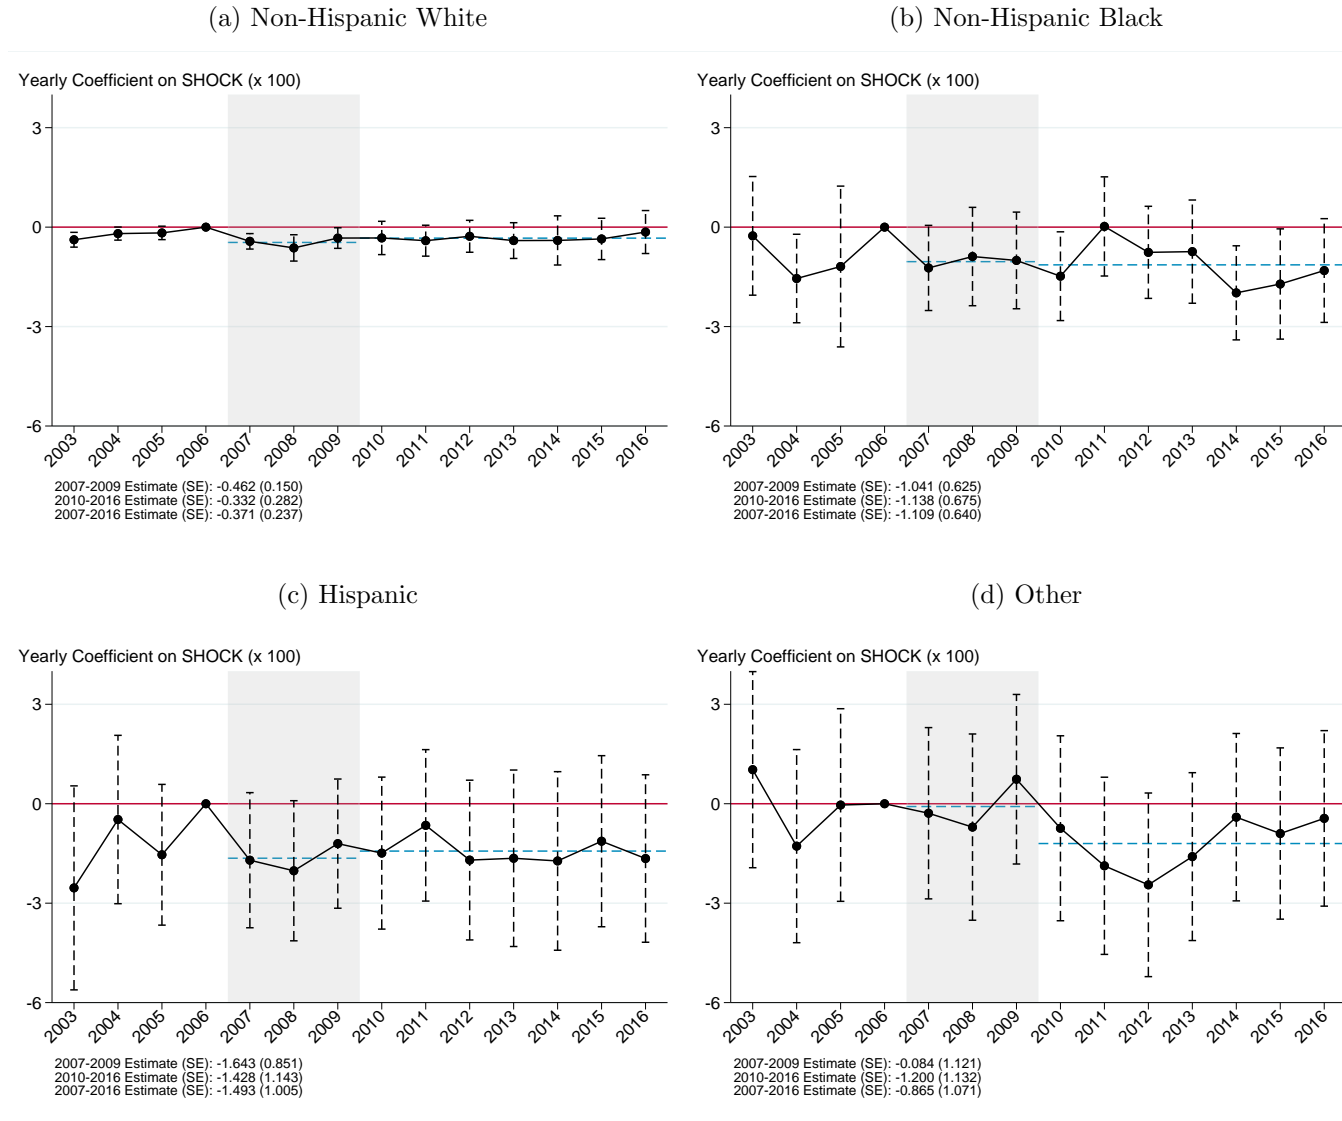 (a) Non-Hispanic White
Yearly Coefficient on SHOCK (x 100)
3
0
-3
-6
2003 2004 2005 2006 2007 2008 2009 2010 2011 2012 2013 2014 2015 2016
2007-2009 Estimate (SE): -0.462 (0.150)
2010-2016 Estimate (SE): -0.332 (0.282)
2007-2016 Estimate (SE): -0.371 (0.237)
(b) Non-Hispanic Black
Yearly Coefficient on SHOCK (x 100)
3
0
-3
-6
2003 2004 2005 2006 2007 2008 2009 2010 2011 2012 2013 2014 2015 2016
2007-2009 Estimate (SE): -1.041 (0.625)
2010-2016 Estimate (SE): -1.138 (0.675)
2007-2016 Estimate (SE): -1.109 (0.640)
(c) Hispanic
Yearly Coefficient on SHOCK (x 100)
3
0
-3
-6
2003 2004 2005 2006 2007 2008 2009 2010 2011 2012 2013 2014 2015 2016
2007-2009 Estimate (SE): -1.643 (0.851)
2010-2016 Estimate (SE): -1.428 (1.143)
2007-2016 Estimate (SE): -1.493 (1.005)
(d) Other
Yearly Coefficient on SHOCK (x 100)
3
0
-3
-6
2003 2004 2005 2006 2007 2008 2009 2010 2011 2012 2013 2014 2015 2016
2007-2009 Estimate (SE): -0.084 (1.121)
2010-2016 Estimate (SE): -1.200 (1.132)
2007-2016 Estimate (SE): -0.865 (1.071)